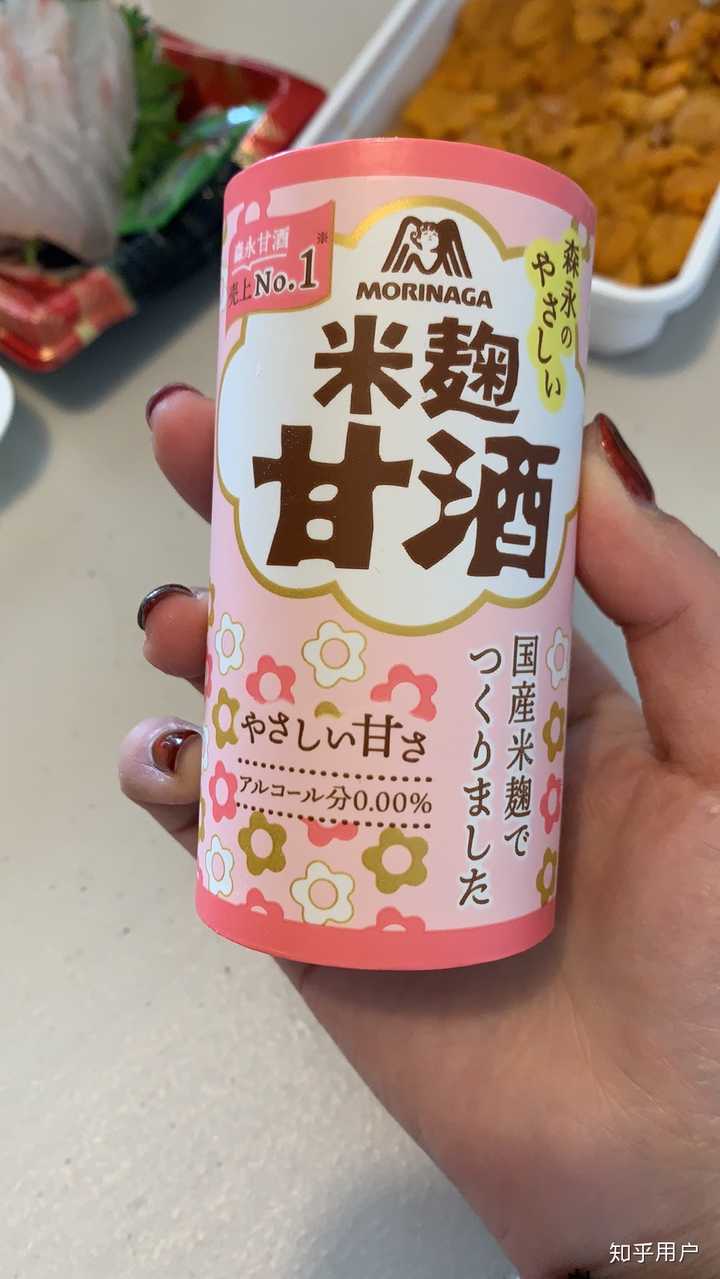 森永甘酒
売上No.1
※
MORINAGA
森永の
やさしい
米麹
甘酒
国産米麹で
つくりました
やさしい甘さ
アルコール分0.00%
知乎用户